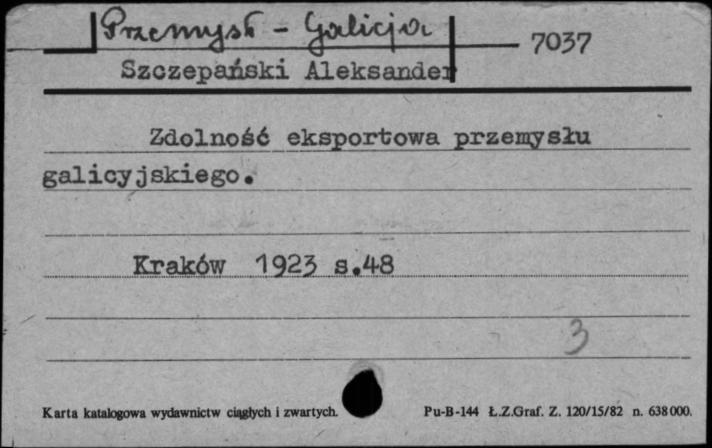 Przemysł - Galicja
7037
Szczepański Aleksander
Zdolność eksportowa przemysłu
galicyjskiego.
Kraków 1923 s.48
3
Karta katalogowa wydawnictw ciągłych i zwartych.
Pu-B-144 Ł.Z.Graf. Z. 120/15/82 n. 638000.